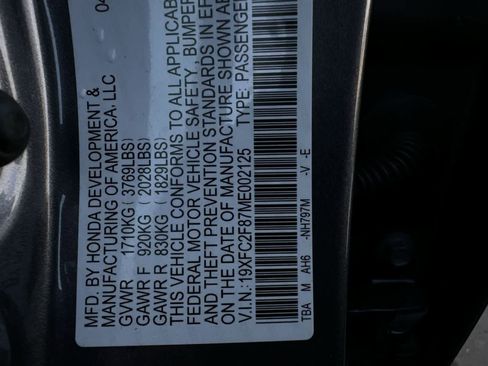 04
MFD. BY HONDA DEVELOPMENT &
MANUFACTURING OF AMERICA, LLC
GVWR 1710KG ( 3769LBS)
GAWR F 920KG ( 2028LBS)
GAWR R 830KG ( 1829LBS)
THIS VEHICLE CONFORMS TO ALL APPLICAB
FEDERAL MOTOR VEHICLE SAFETY, BUMPER
AND THEFT PREVENTION STANDARDS IN EF
ON THE DATE OF MANUFACTURE SHOWN AB
V.I.N.:19XFC2F87ME002125 TYPE: PASSENGER
TBA M AH6 -NH797M -V -E